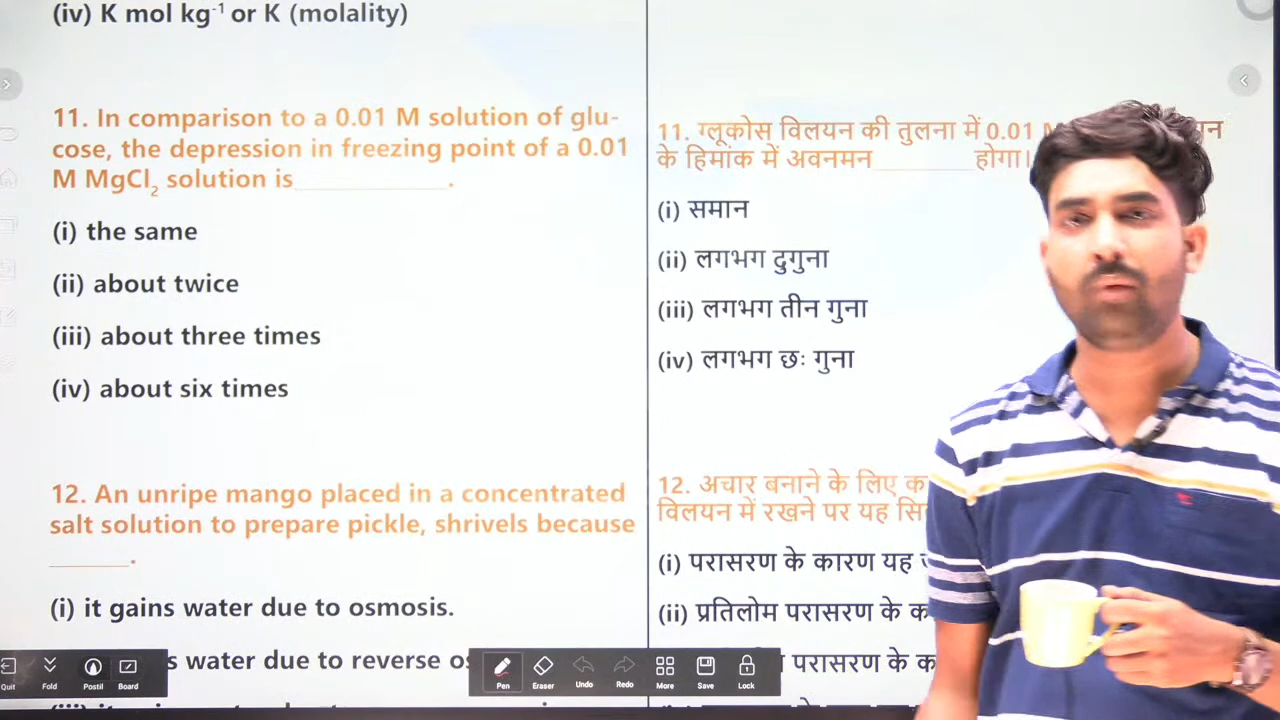 (iv) K mol kg⁻¹ or K (molality)
11. In comparison to a 0.01 M solution of glu-
cose, the depression in freezing point of a 0.01
M MgCl₂ solution is____________.
(i) the same
(ii) about twice
(iii) about three times
(iv) about six times
12. An unripe mango placed in a concentrated
salt solution to prepare pickle, shrivels because
______.
(i) it gains water due to osmosis.
water due to reverse
11. ग्लूकोस विलयन की तुलना में 0.01
के हिमांक में अवनमन________होगा।
(i) समान
(ii) लगभग दुगुना
(iii) लगभग तीन गुना
(iv) लगभग छः गुना
12. अचार बनाने के लिए
विलयन में रखने पर यह
(i) परासरण के कारण यह
(ii) प्रतिलोम परासरण के
परासरण के
Quit Fold Postil Board
Pen Eraser Undo Redo More Save Lock